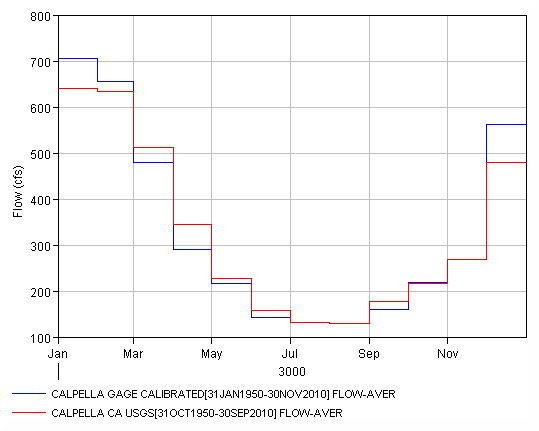 800
700
600
500
400
300
200
100
Flow (cfs)
Jan Mar May Jul Sep Nov
3000
CALPELLA GAGE CALIBRATED[31JAN1950-30NOV2010] FLOW-AVER
CALPELLA CA USGS[31OCT1950-30SEP2010] FLOW-AVER